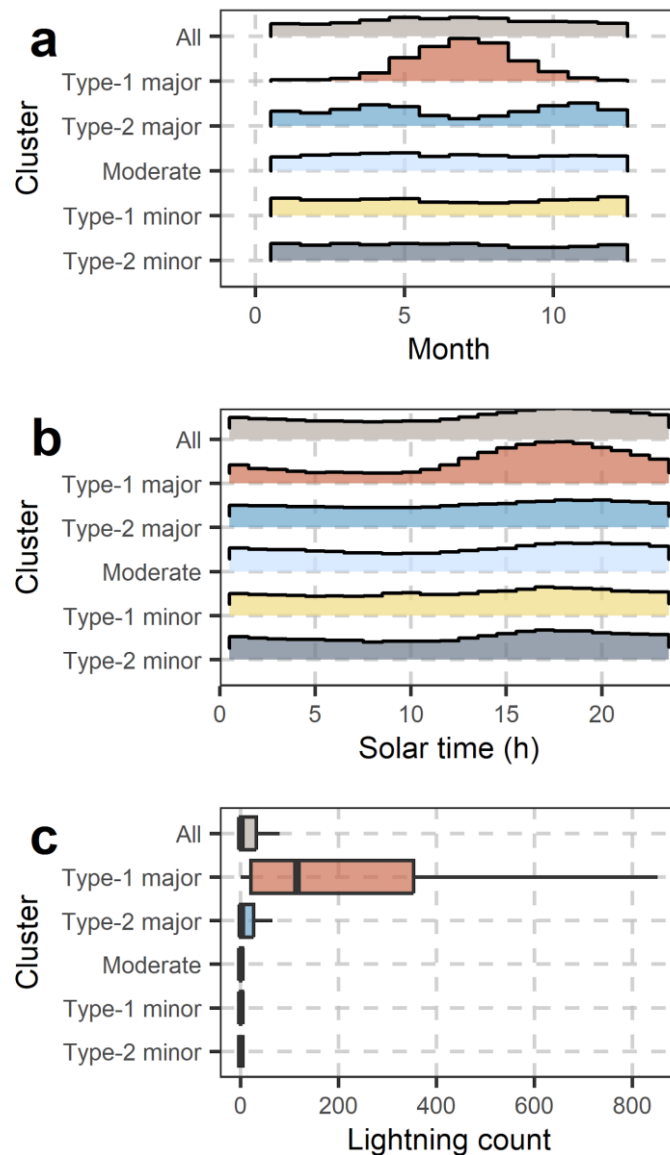 a
All
Type-1 major
Type-2 major
Moderate
Type-1 minor
Type-2 minor
Cluster
0 5 10
Month
b
All
Type-1 major
Type-2 major
Moderate
Type-1 minor
Type-2 minor
Cluster
0 5 10 15 20
Solar time (h)
c
All
Type-1 major
Type-2 major
Moderate
Type-1 minor
Type-2 minor
Cluster
0 200 400 600 800
Lightning count